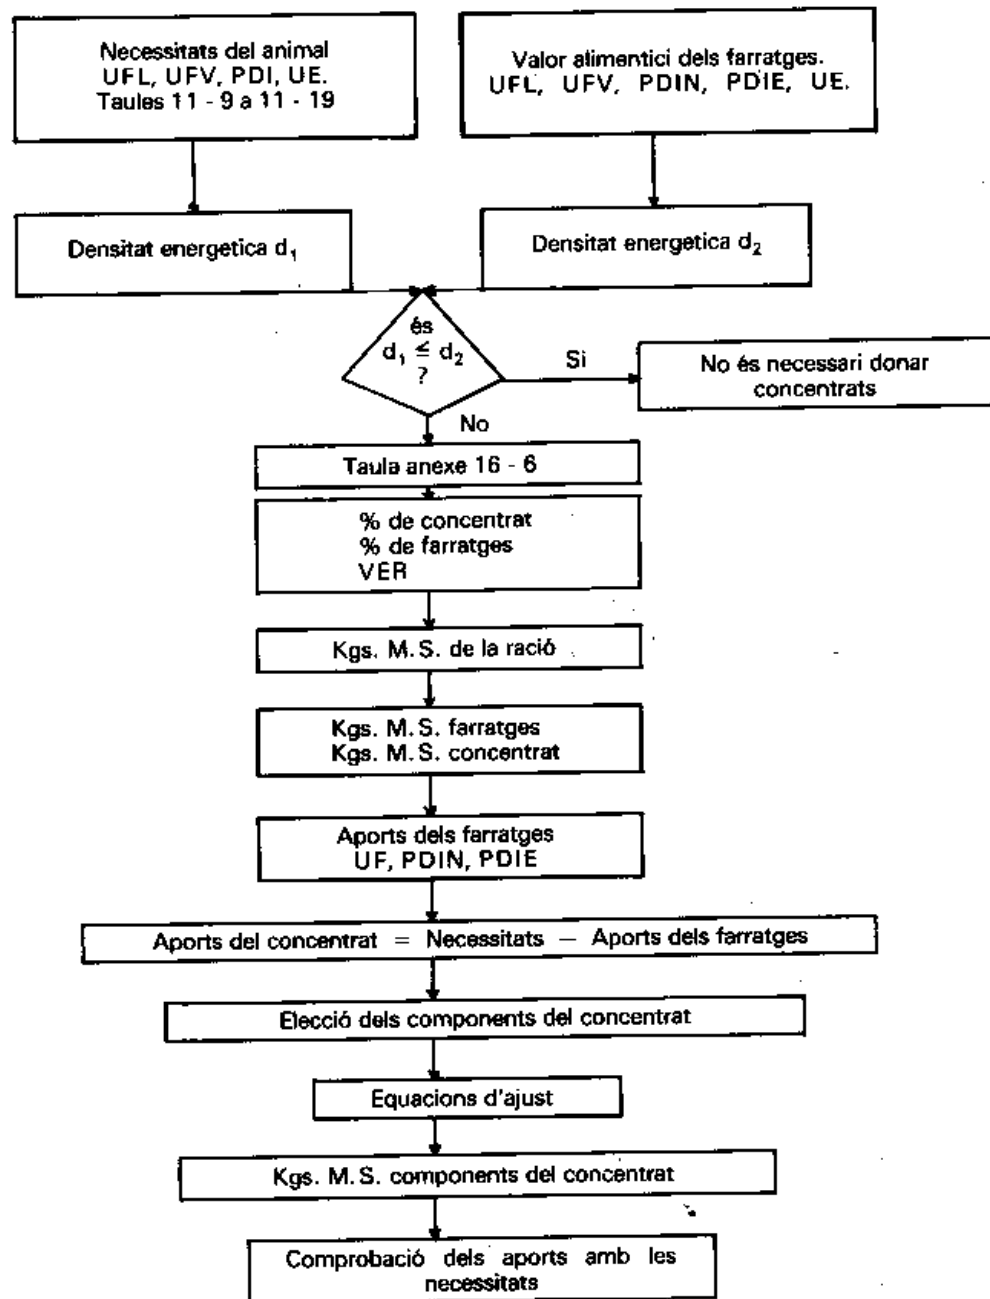 Necessitats del animal
UFL, UFV, PDI, UE.
Taules 11 - 9 a 11 - 19
Valor alimentici dels farratges.
UFL, UFV, PDIN, PDIE, UE.
Densitat energetica d₁
Densitat energetica d₂
és
d₁ ≦ d₂
?
Si
No és necessari donar
concentrats
No
Taula anexe 16 - 6
% de concentrat
% de farratges
VER
Kgs. M.S. de la ració
Kgs. M.S. farratges
Kgs. M.S. concentrat
Aports dels farratges
UF, PDIN, PDIE
Aports del concentrat = Necessitats — Aports dels farratges
Elecció dels components del concentrat
Equacions d'ajust
Kgs. M.S. components del concentrat
Comprobació dels aports amb les
necessitats